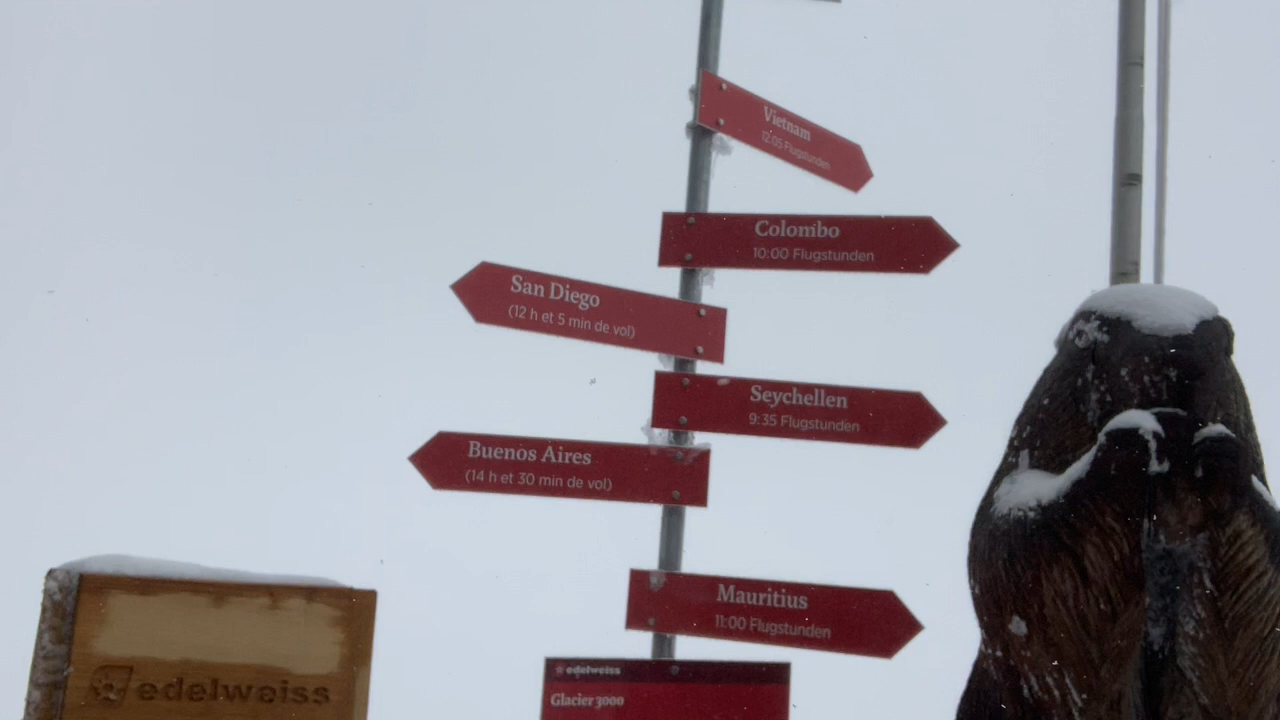 Vietnam
12:05 Flugstunden
Colombo
10:00 Flugstunden
San Diego
(12 h et 5 min de vol)
Seychellen
9:35 Flugstunden
Buenos Aires
(14 h et 30 min de vol)
Mauritius
11:00 Flugstunden
edelweiss
Glacier 3000
edelweiss